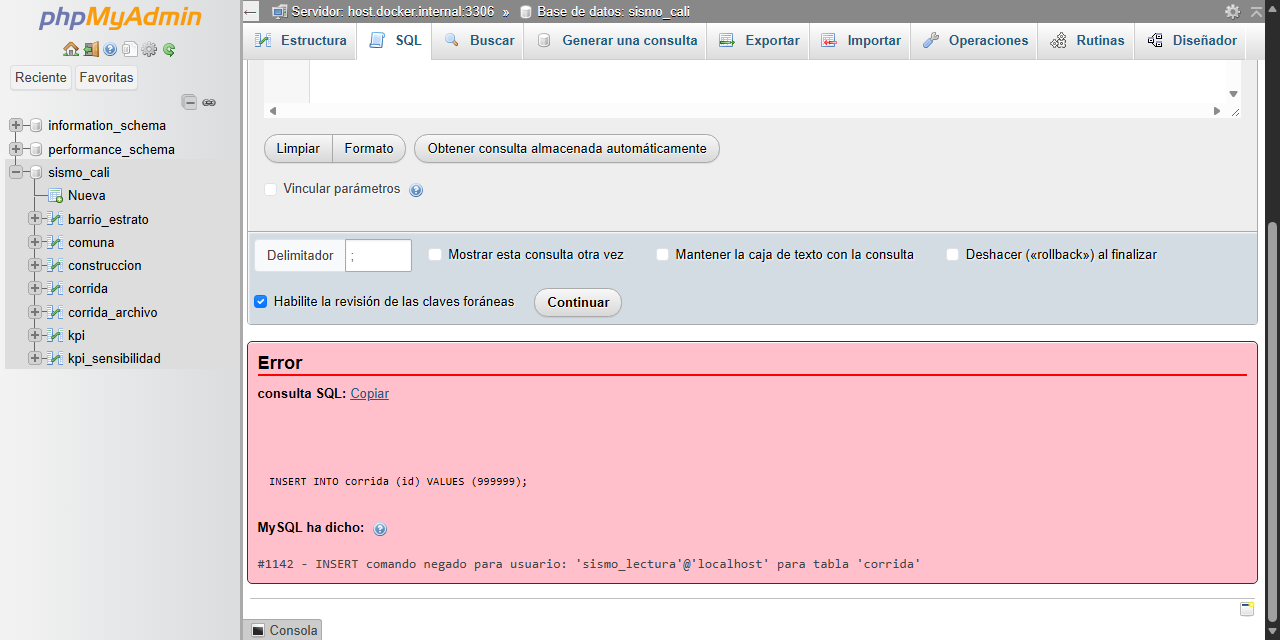 phpMyAdmin
Reciente Favoritas
information_schema
performance_schema
sismo_cali
Nueva
barrio_estrato
comuna
construccion
corrida
corrida_archivo
kpi
kpi_sensibilidad
Servidor: host.docker.internal:3306 » Base de datos: sismo_cali
Estructura SQL Buscar Generar una consulta Exportar Importar Operaciones Rutinas Diseñador
Limpiar Formato Obtener consulta almacenada automáticamente
Vincular parámetros
Delimitador ; Mostrar esta consulta otra vez Mantener la caja de texto con la consulta Deshacer («rollback») al finalizar
Habilite la revisión de las claves foráneas Continuar
Error
consulta SQL: Copiar
INSERT INTO corrida (id) VALUES (999999);
MySQL ha dicho:
#1142 - INSERT comando negado para usuario: 'sismo_lectura'@'localhost' para tabla 'corrida'
Consola